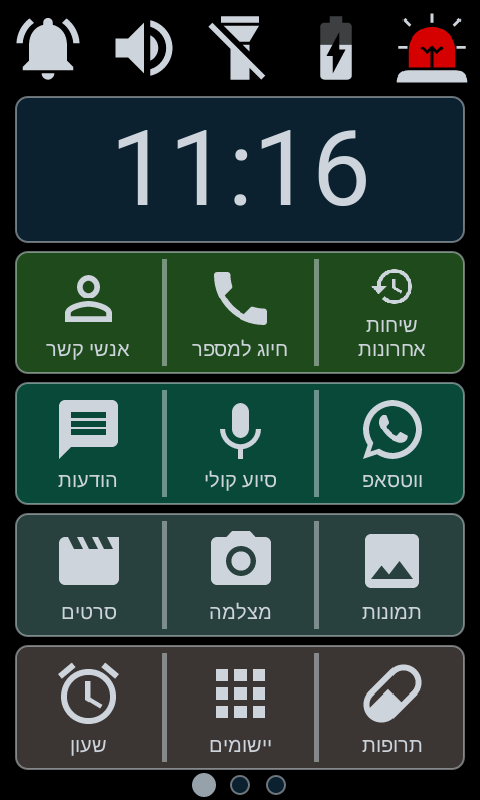 11:16
שיחות
אחרונות
חיוג למספר
אנשי קשר
ווטסאפ
סיוע קולי
הודעות
תמונות
מצלמה
סרטים
תרופות
יישומים
שעון